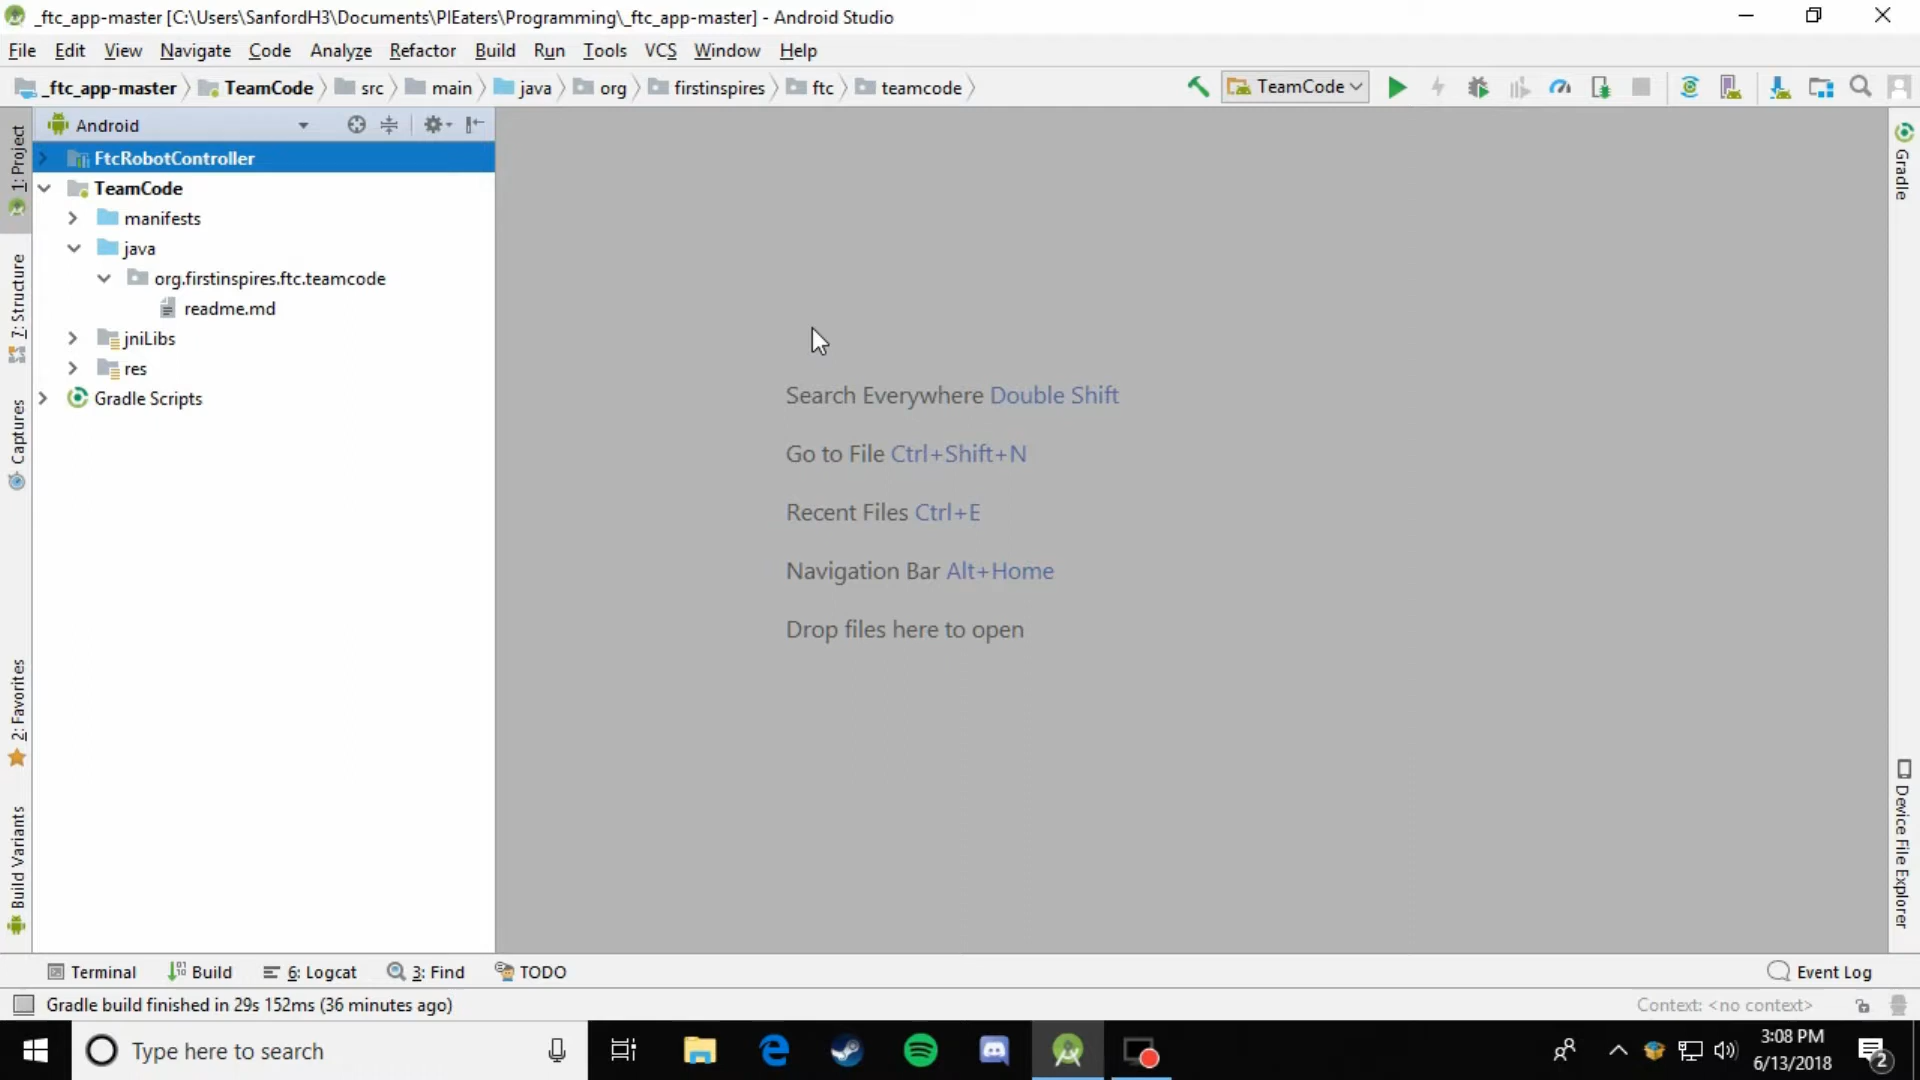 _ftc_app-master [C:\Users\SanfordH3\Documents\PIEaters\Programming\_ftc_app-master] - Android Studio
File Edit View Navigate Code Analyze Refactor Build Run Tools VCS Window Help
_ftc_app-master TeamCode src main java org firstinspires ftc teamcode TeamCode
Android
FtcRobotController
TeamCode
manifests
java
org.firstinspires.ftc.teamcode
readme.md
jniLibs
res
Gradle Scripts
1: Project
7: Structure
Captures
2: Favorites
Build Variants
Search Everywhere Double Shift
Go to File Ctrl+Shift+N
Recent Files Ctrl+E
Navigation Bar Alt+Home
Drop files here to open
Gradle
Device File Explorer
Terminal Build 6: Logcat 3: Find TODO Event Log
Gradle build finished in 29s 152ms (36 minutes ago) Context: <no context>
Type here to search
3:08 PM
6/13/2018
2